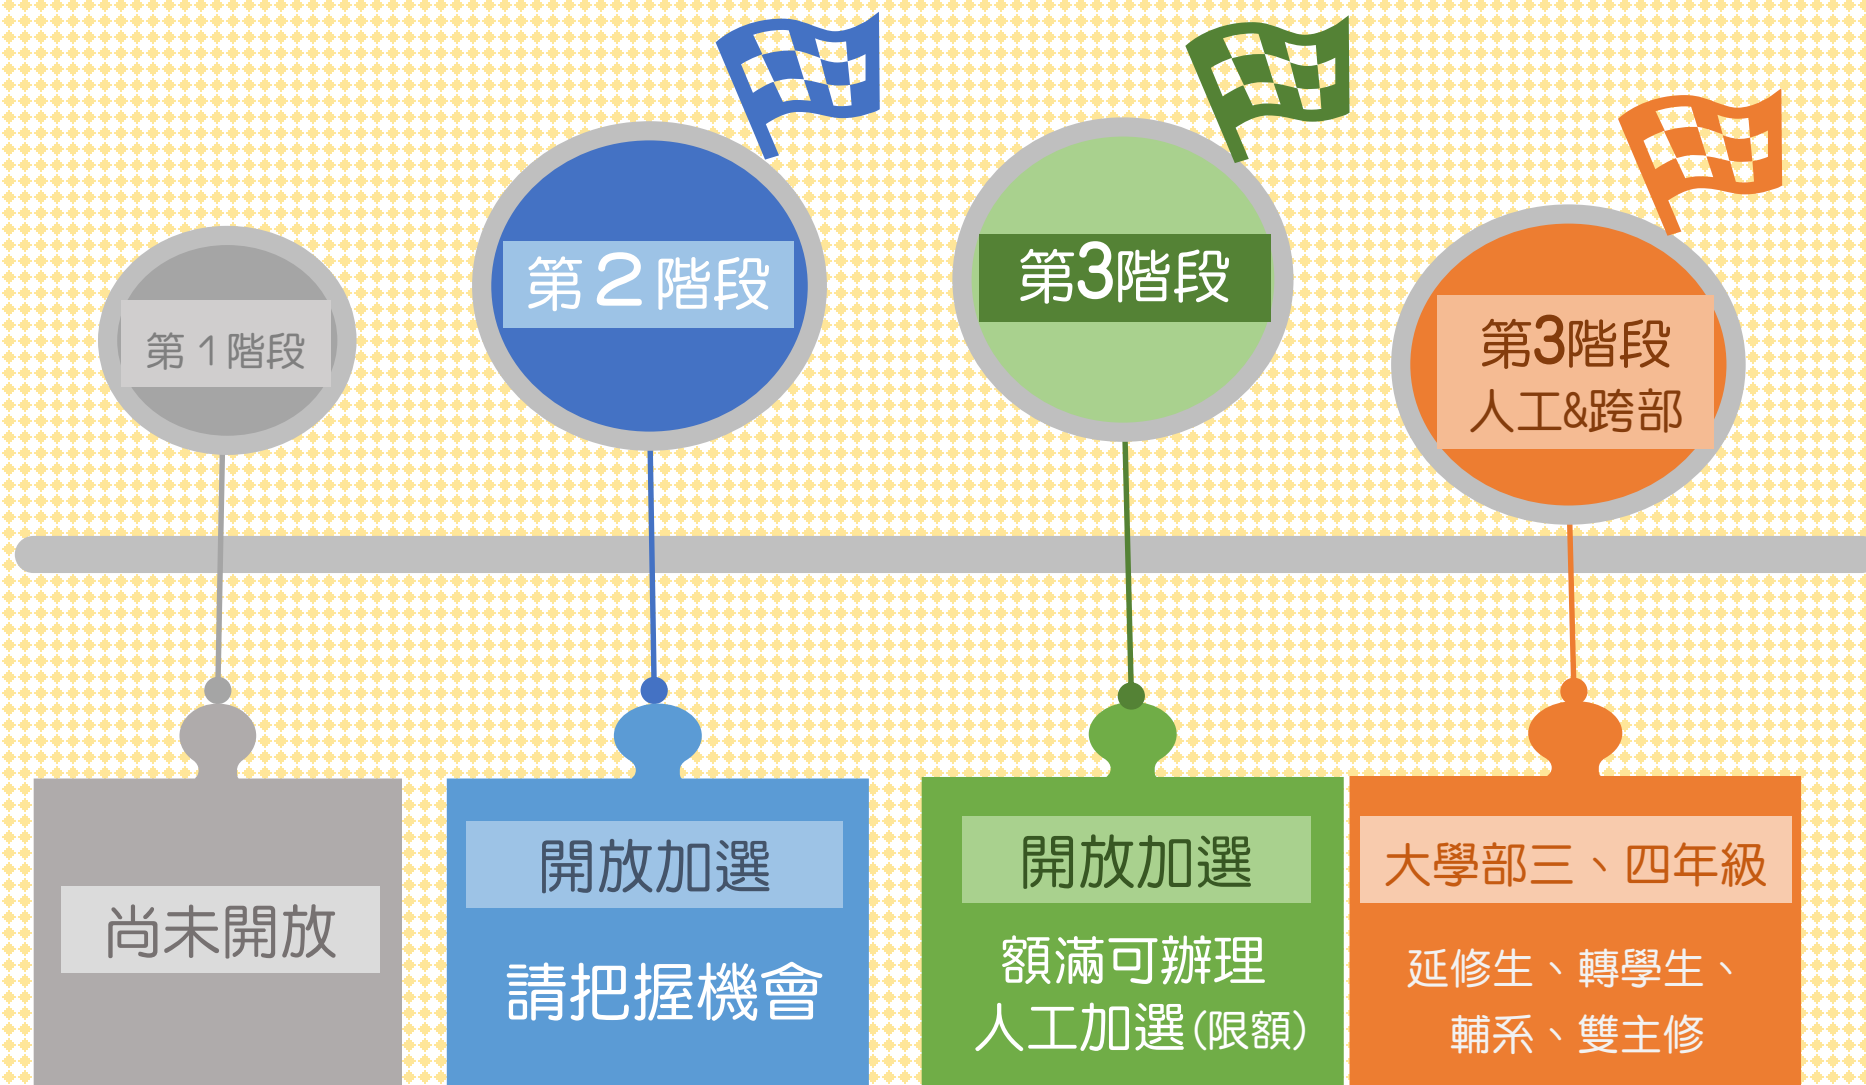 第1階段
第2階段
第3階段
第3階段
人工&跨部
尚未開放
開放加選
請把握機會
開放加選
額滿可辦理
人工加選(限額)
大學部三、四年級
延修生、轉學生、
輔系、雙主修